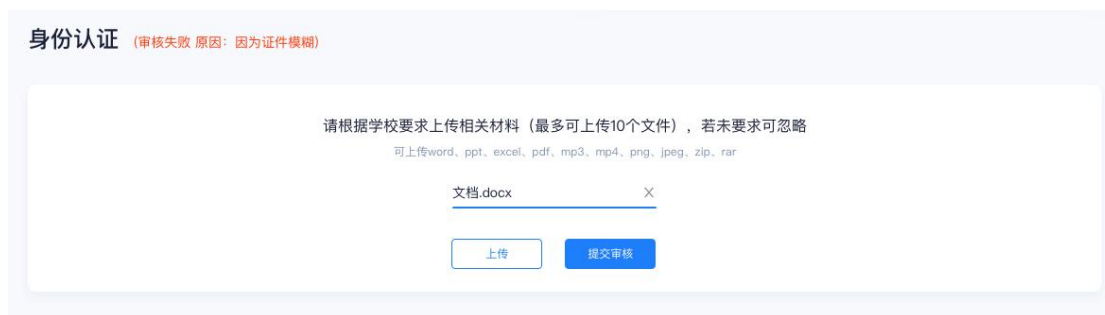 身份认证 (审核失败 原因：因为证件模糊)
请根据学校要求上传相关材料（最多可上传10个文件），若未要求可忽略
可上传word、ppt、excel、pdf、mp3、mp4、png、jpeg、zip、rar
文档.docx
上传 提交审核